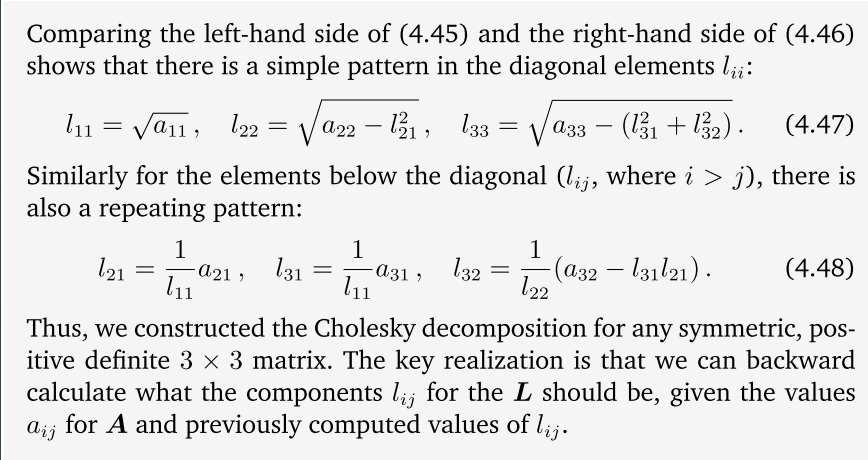 Comparing the left-hand side of (4.45) and the right-hand side of (4.46)
shows that there is a simple pattern in the diagonal elements $l_{ii}$:
$l_{11} = \sqrt{a_{11}}\,, \quad l_{22} = \sqrt{a_{22} - l_{21}^2}\,, \quad l_{33} = \sqrt{a_{33} - (l_{31}^2 + l_{32}^2)}\,.$ (4.47)
Similarly for the elements below the diagonal ($l_{ij}$, where $i > j$), there is
also a repeating pattern:
$l_{21} = \frac{1}{l_{11}} a_{21}\,, \quad l_{31} = \frac{1}{l_{11}} a_{31}\,, \quad l_{32} = \frac{1}{l_{22}} (a_{32} - l_{31} l_{21})\,.$ (4.48)
Thus, we constructed the Cholesky decomposition for any symmetric, pos-
itive definite $3 \times 3$ matrix. The key realization is that we can backward
calculate what the components $l_{ij}$ for the $\boldsymbol{L}$ should be, given the values
$a_{ij}$ for $\boldsymbol{A}$ and previously computed values of $l_{ij}$.